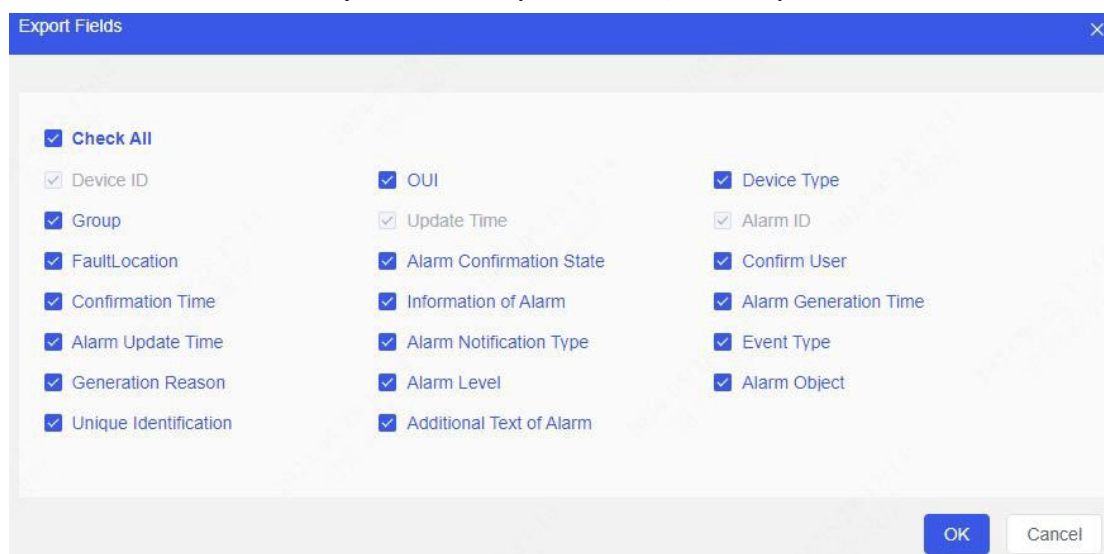 Export Fields
Check All
Device ID OUI Device Type
Group Update Time Alarm ID
FaultLocation Alarm Confirmation State Confirm User
Confirmation Time Information of Alarm Alarm Generation Time
Alarm Update Time Alarm Notification Type Event Type
Generation Reason Alarm Level Alarm Object
Unique Identification Additional Text of Alarm
OK Cancel